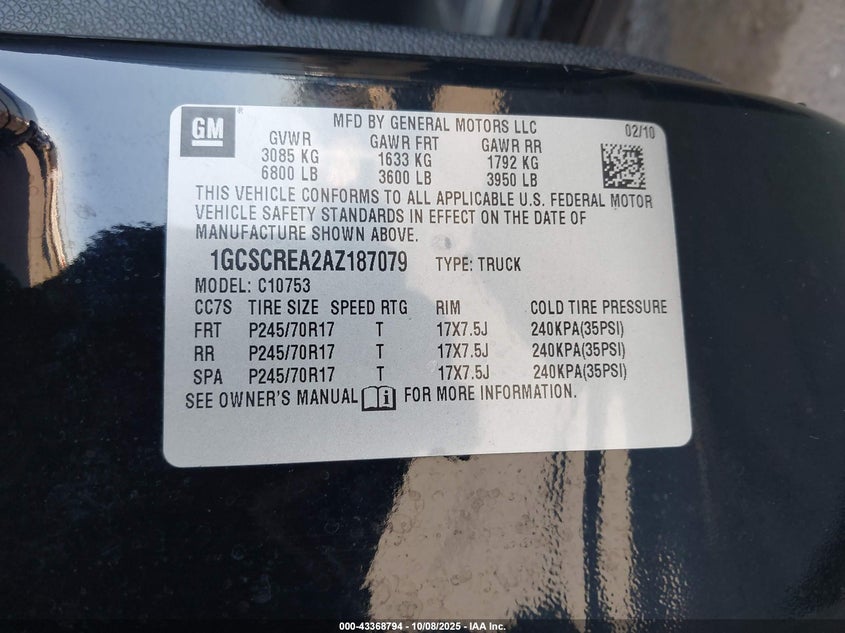 GM
MFD BY GENERAL MOTORS LLC 02/10
GVWR GAWR FRT GAWR RR
3085 KG 1633 KG 1792 KG
6800 LB 3600 LB 3950 LB
THIS VEHICLE CONFORMS TO ALL APPLICABLE U.S. FEDERAL MOTOR
VEHICLE SAFETY STANDARDS IN EFFECT ON THE DATE OF
MANUFACTURE SHOWN ABOVE.
1GCSCREA2AZ187079 TYPE: TRUCK
MODEL: C10753
CC7S TIRE SIZE SPEED RTG RIM COLD TIRE PRESSURE
FRT P245/70R17 T 17X7.5J 240KPA(35PSI)
RR P245/70R17 T 17X7.5J 240KPA(35PSI)
SPA P245/70R17 T 17X7.5J 240KPA(35PSI)
SEE OWNER'S MANUAL FOR MORE INFORMATION.
000-43368794 - 10/08/2025 - IAA Inc.